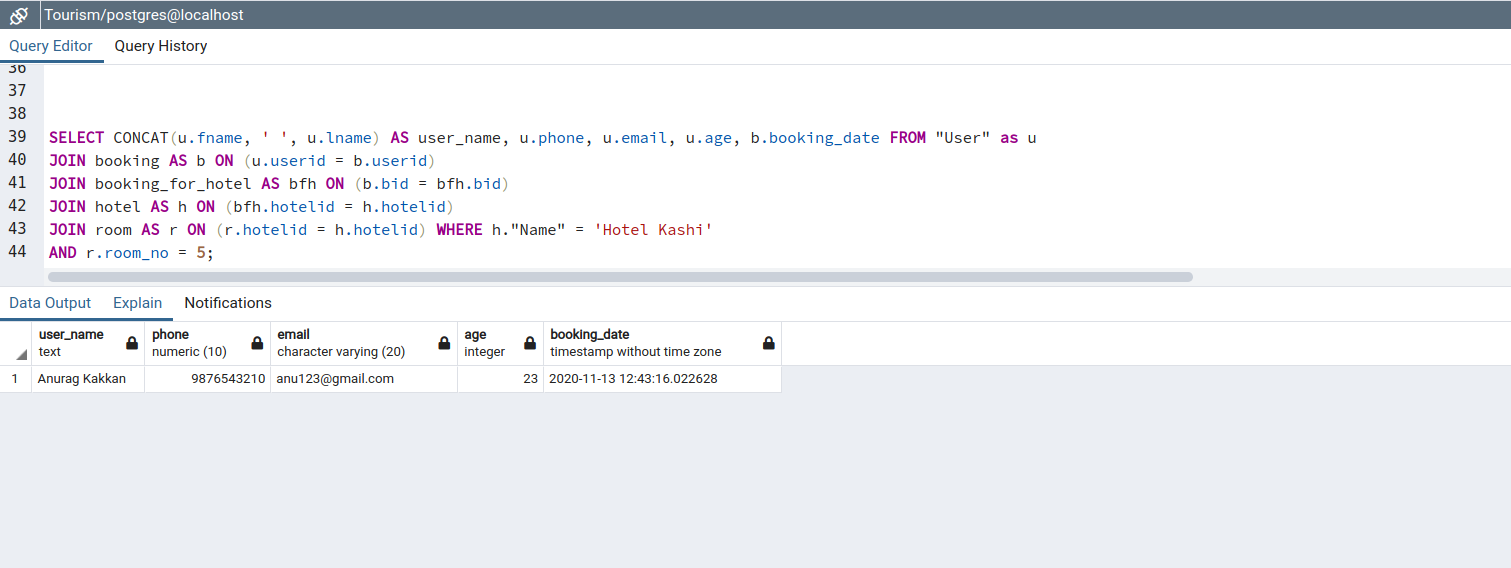 Tourism/postgres@localhost
Query Editor Query History
36
37
38
39 SELECT CONCAT(u.fname, ' ', u.lname) AS user_name, u.phone, u.email, u.age, b.booking_date FROM "User" as u
40 JOIN booking AS b ON (u.userid = b.userid)
41 JOIN booking_for_hotel AS bfh ON (b.bid = bfh.bid)
42 JOIN hotel AS h ON (bfh.hotelid = h.hotelid)
43 JOIN room AS r ON (r.hotelid = h.hotelid) WHERE h."Name" = 'Hotel Kashi'
44 AND r.room_no = 5;
Data Output Explain Notifications
user_name phone email age booking_date
text numeric (10) character varying (20) integer timestamp without time zone
1 Anurag Kakkan 9876543210 anu123@gmail.com 23 2020-11-13 12:43:16.022628